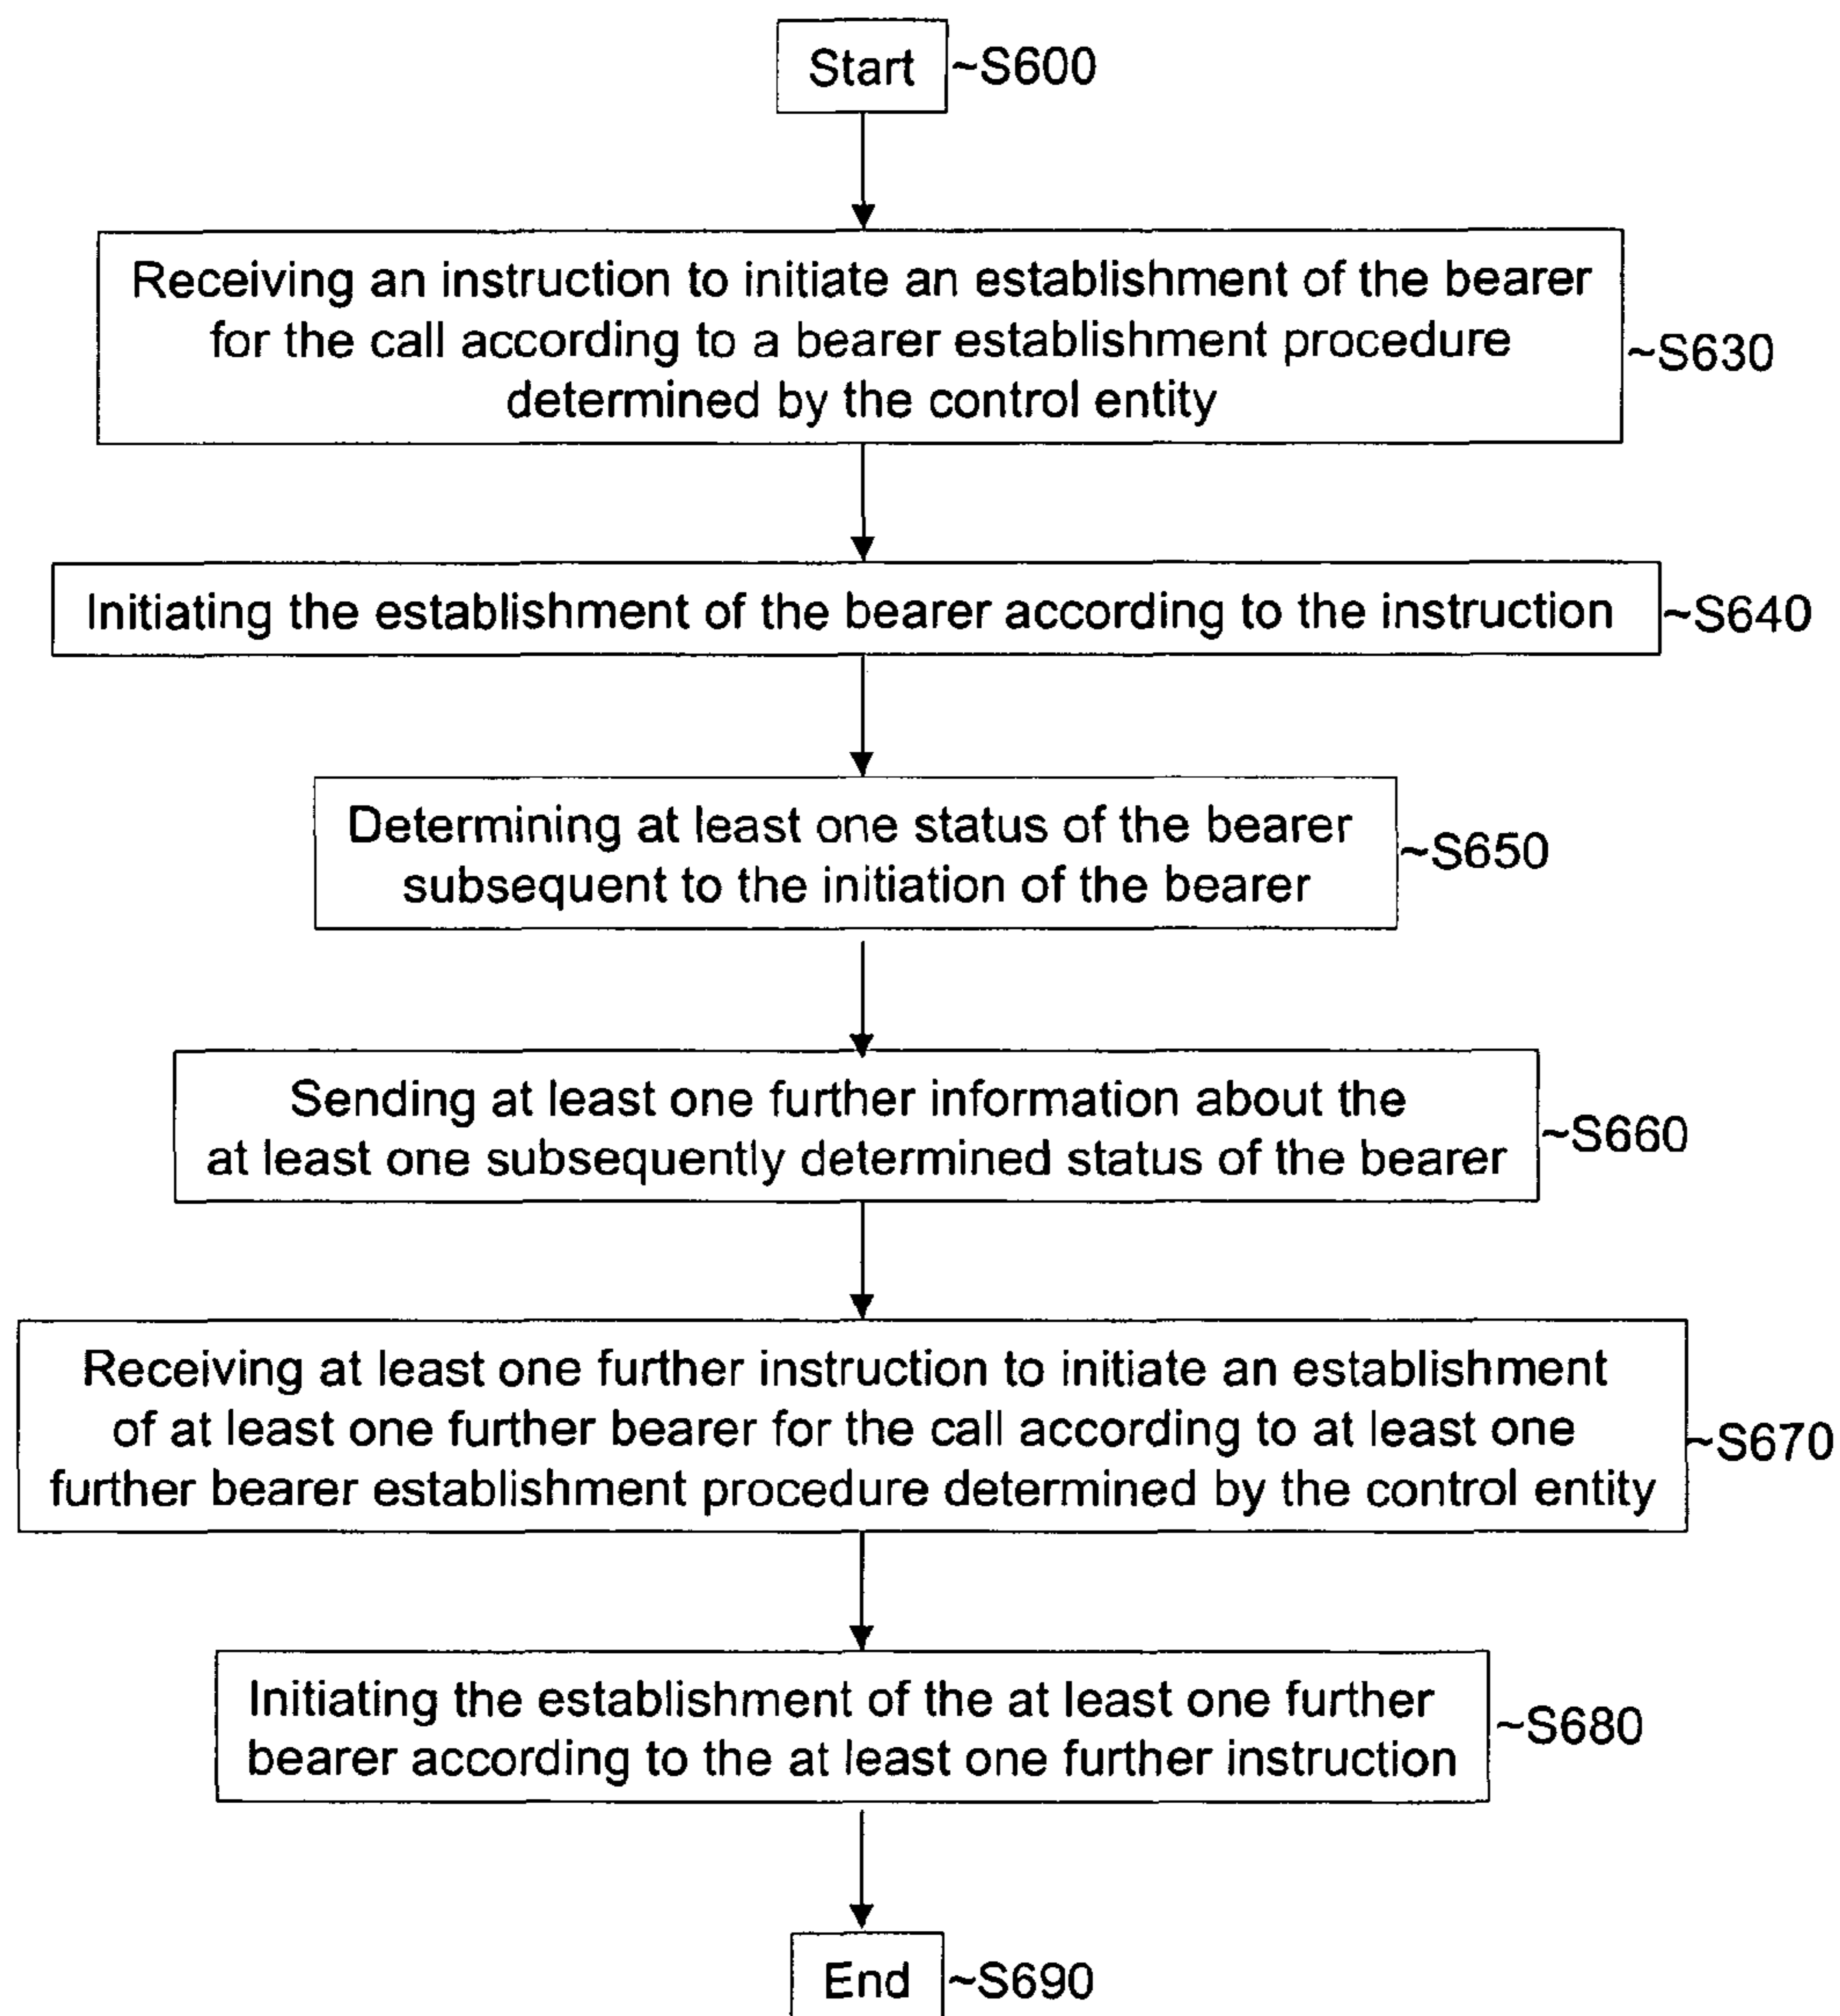 Start ~S600
Receiving an instruction to initiate an establishment of the bearer
for the call according to a bearer establishment procedure
determined by the control entity
~S630
Initiating the establishment of the bearer according to the instruction ~S640
Determining at least one status of the bearer
subsequent to the initiation of the bearer
~S650
Sending at least one further information about the
at least one subsequently determined status of the bearer
~S660
Receiving at least one further instruction to initiate an establishment
of at least one further bearer for the call according to at least one
further bearer establishment procedure determined by the control entity
~S670
Initiating the establishment of the at least one further
bearer according to the at least one further instruction
~S680
End ~S690